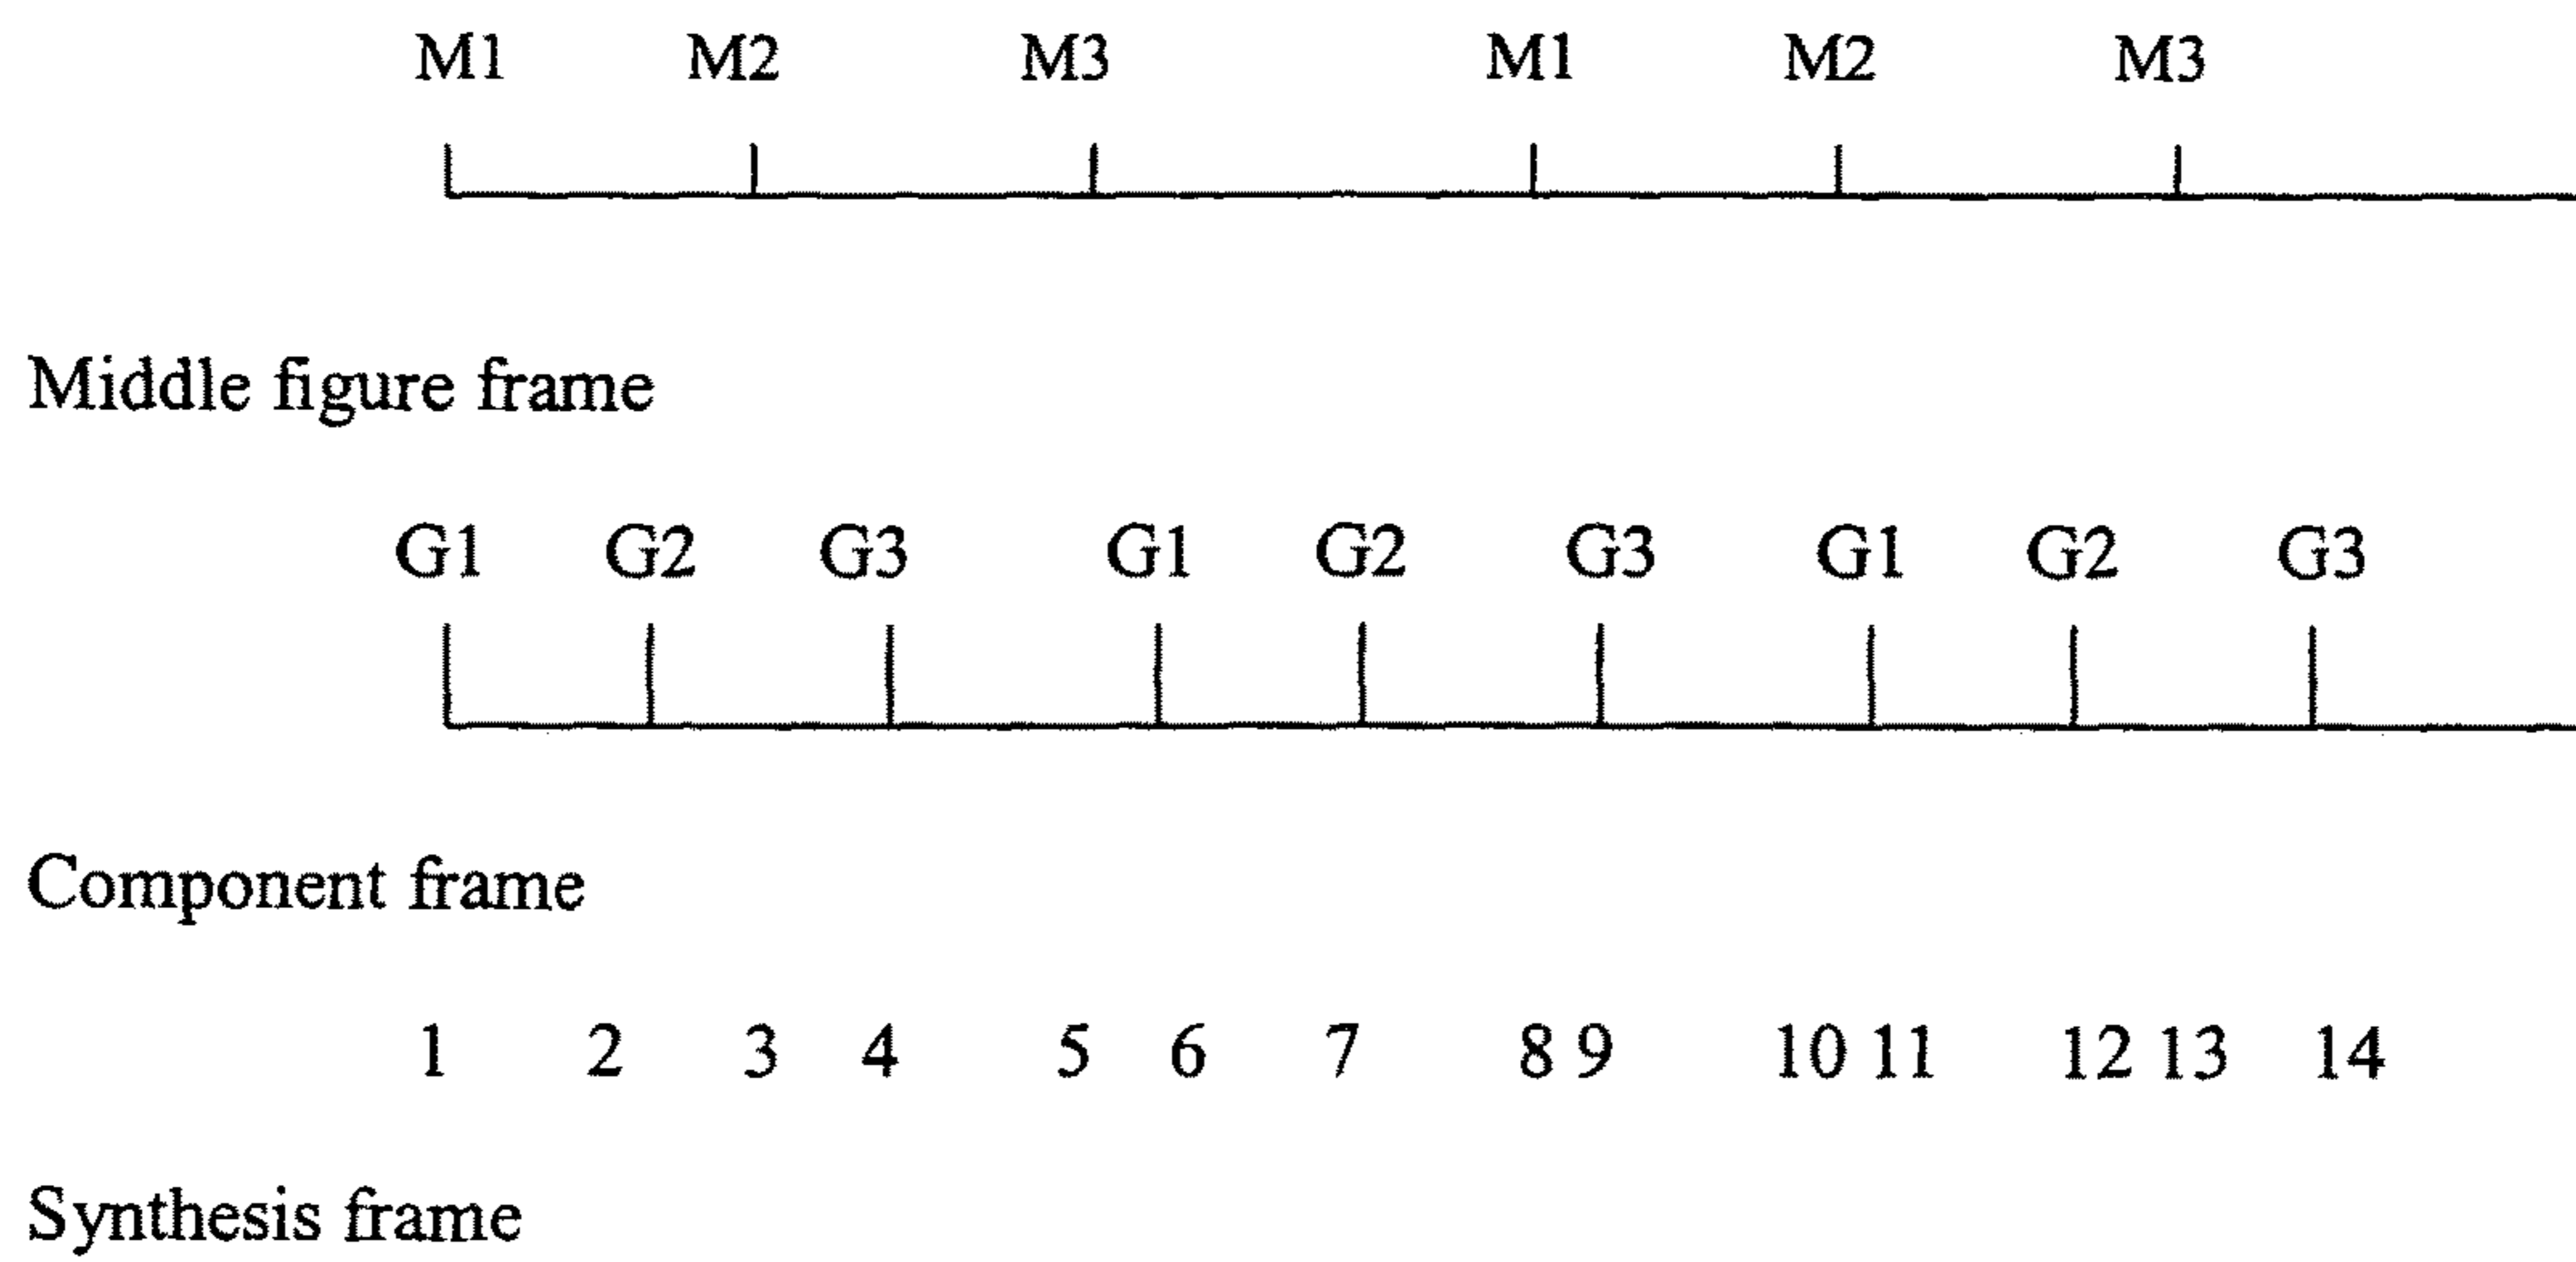 M1 M2 M3 M1 M2 M3
Middle figure frame
G1 G2 G3 G1 G2 G3 G1 G2 G3
Component frame
1 2 3 4 5 6 7 8 9 10 11 12 13 14
Synthesis frame